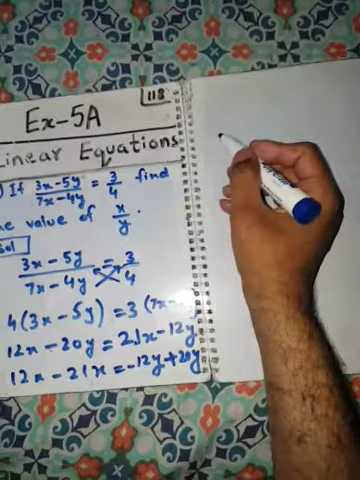 118
Ex-5A
Linear Equations
If 3x-5y/7x-4y = 3/4 find
value of x/y.
Sol
3x-5y/7x-4y = 3/4
4(3x-5y) = 3(7x-
12x-20y = 21x-12y
12x-21x = -12y+20y